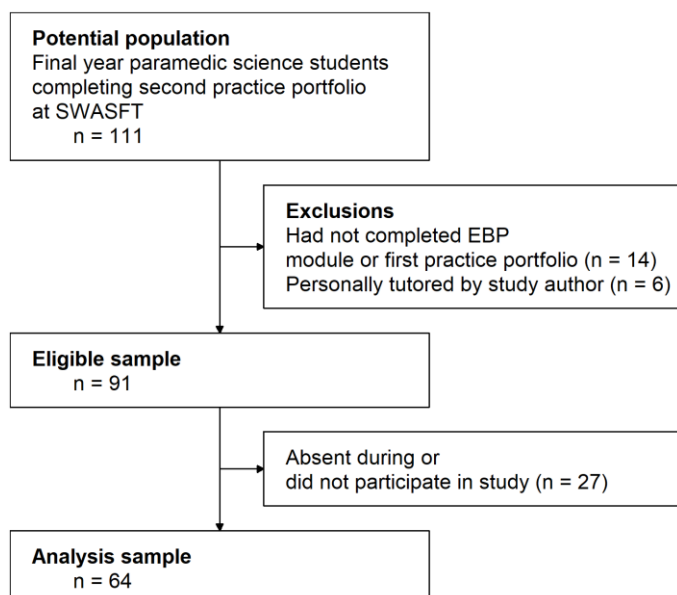 Potential population
Final year paramedic science students
completing second practice portfolio
at SWASFT
n = 111
Exclusions
Had not completed EBP
module or first practice portfolio (n = 14)
Personally tutored by study author (n = 6)
Eligible sample
n = 91
Absent during or
did not participate in study (n = 27)
Analysis sample
n = 64